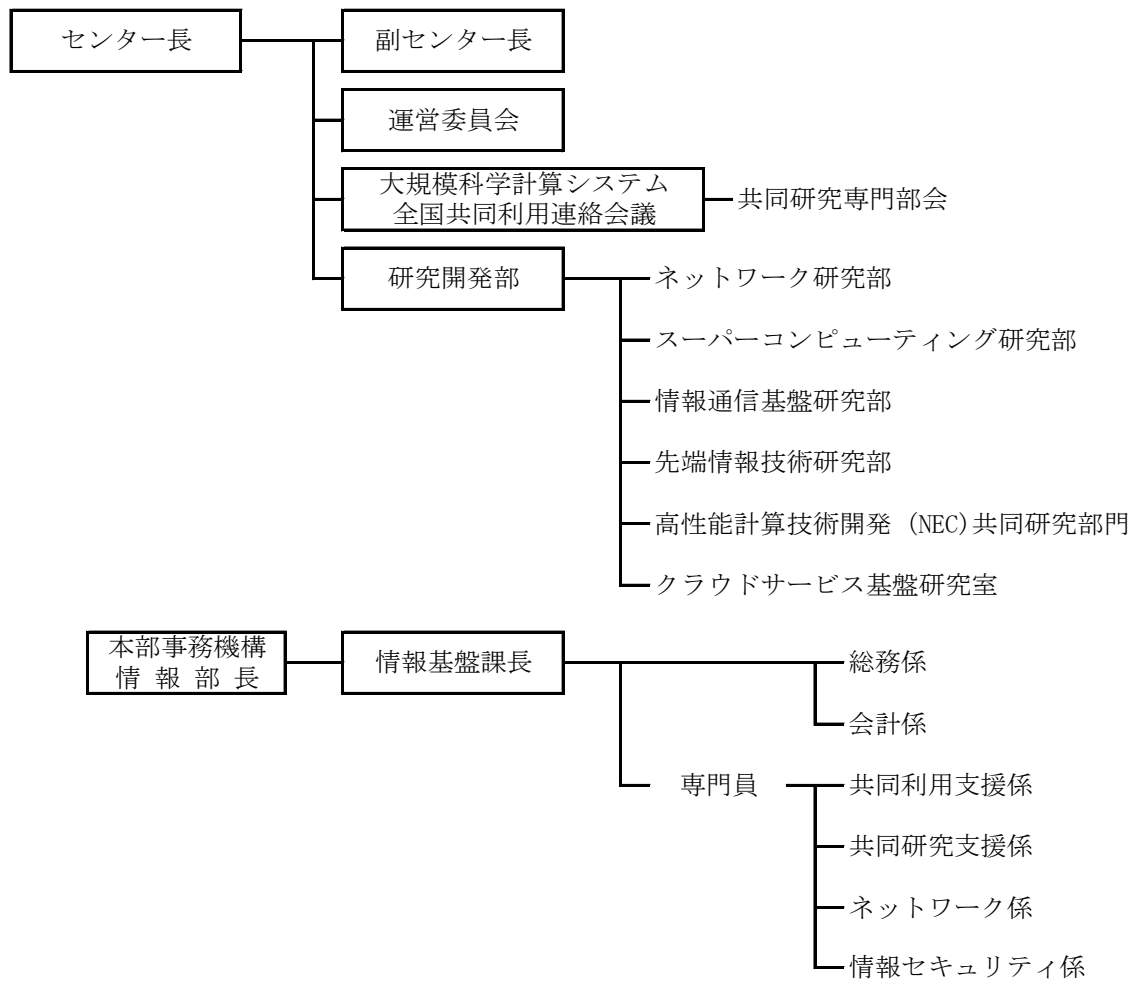 センター長
副センター長
運営委員会
大規模科学計算システム
全国共同利用連絡会議
共同研究専門部会
研究開発部
ネットワーク研究部
スーパーコンピューティング研究部
情報通信基盤研究部
先端情報技術研究部
高性能計算技術開発 (NEC)共同研究部門
クラウドサービス基盤研究室
本部事務機構
情 報 部 長
情報基盤課長
総務係
会計係
専門員
共同利用支援係
共同研究支援係
ネットワーク係
情報セキュリティ係